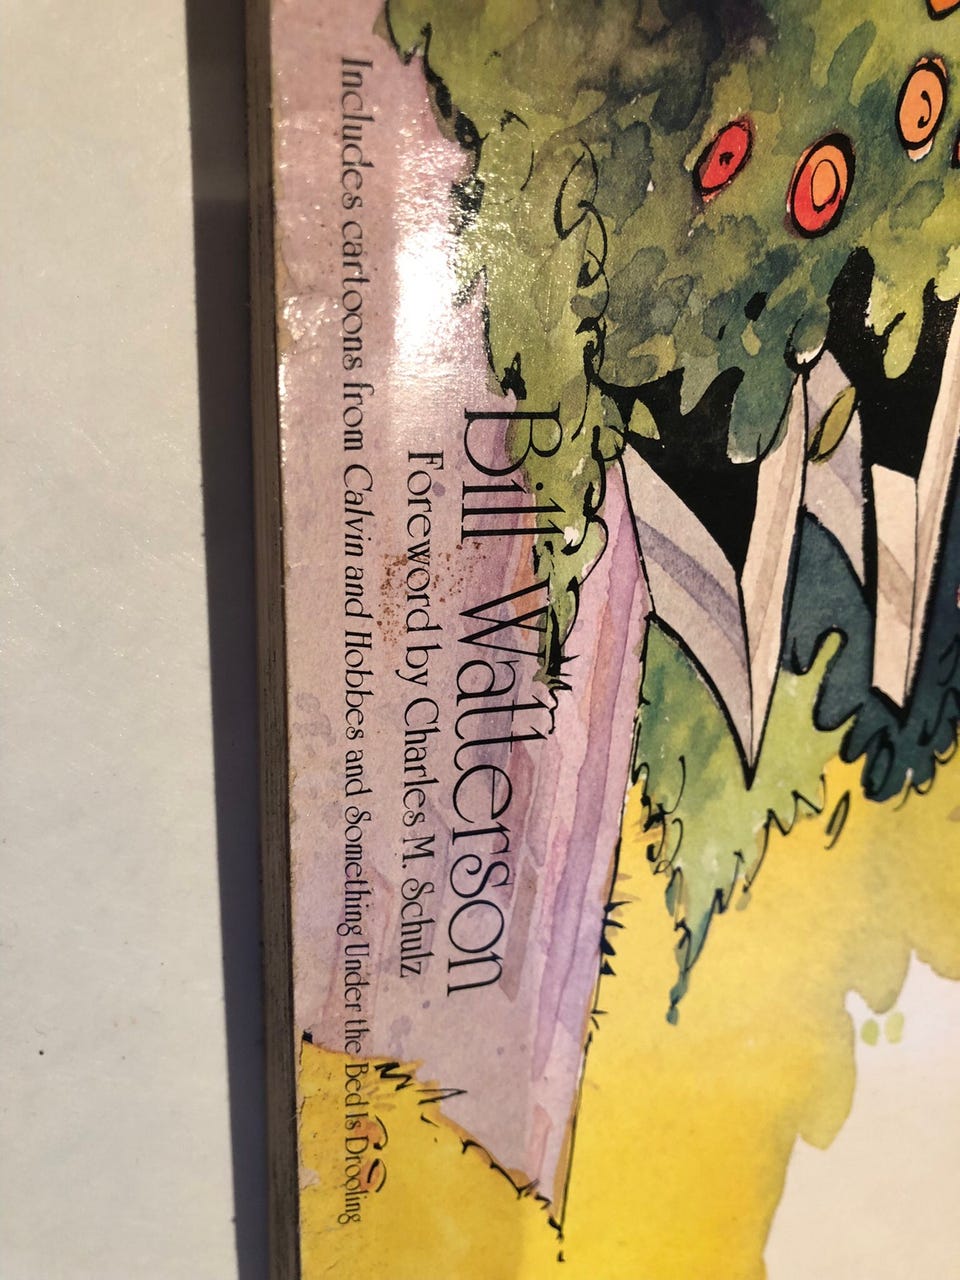 Bill Watterson
Foreword by Charles M. Schulz
Includes cartoons from Calvin and Hobbes and Something Under the Bed Is Drooling